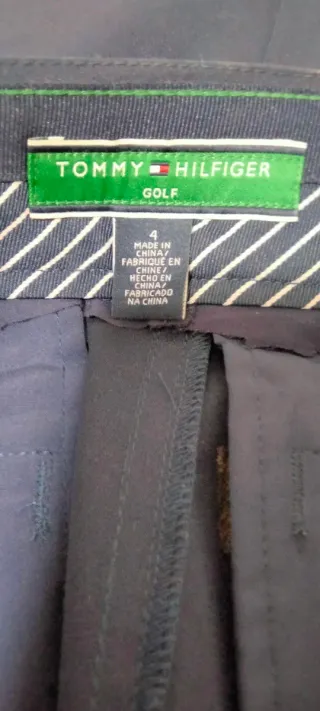 TOMMY HILFIGER
GOLF
4
MADE IN
CHINA/
FABRIQUÉ EN
CHINE/
HECHO EN
CHINA/
FABRICADO
NA CHINA